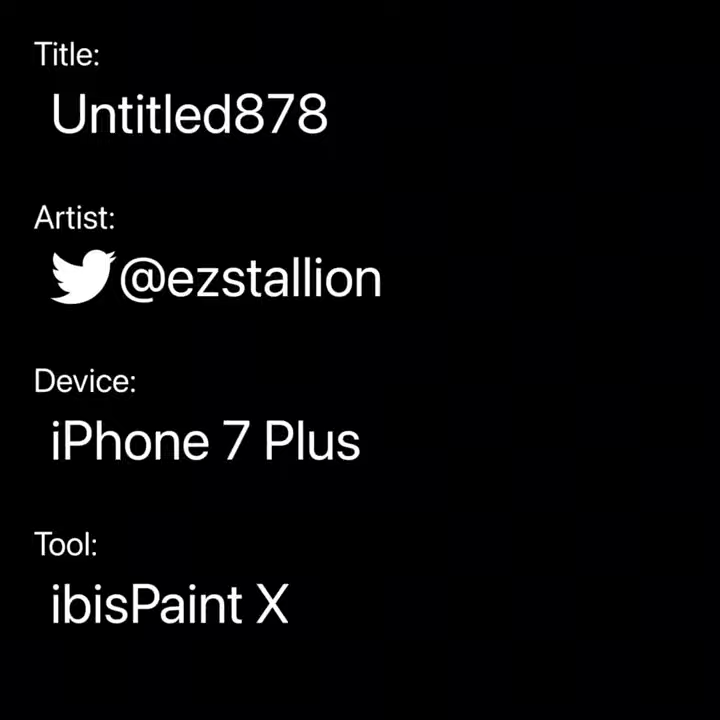 Title:
Untitled878
Artist:
@ezstallion
Device:
iPhone 7 Plus
Tool:
ibisPaint X